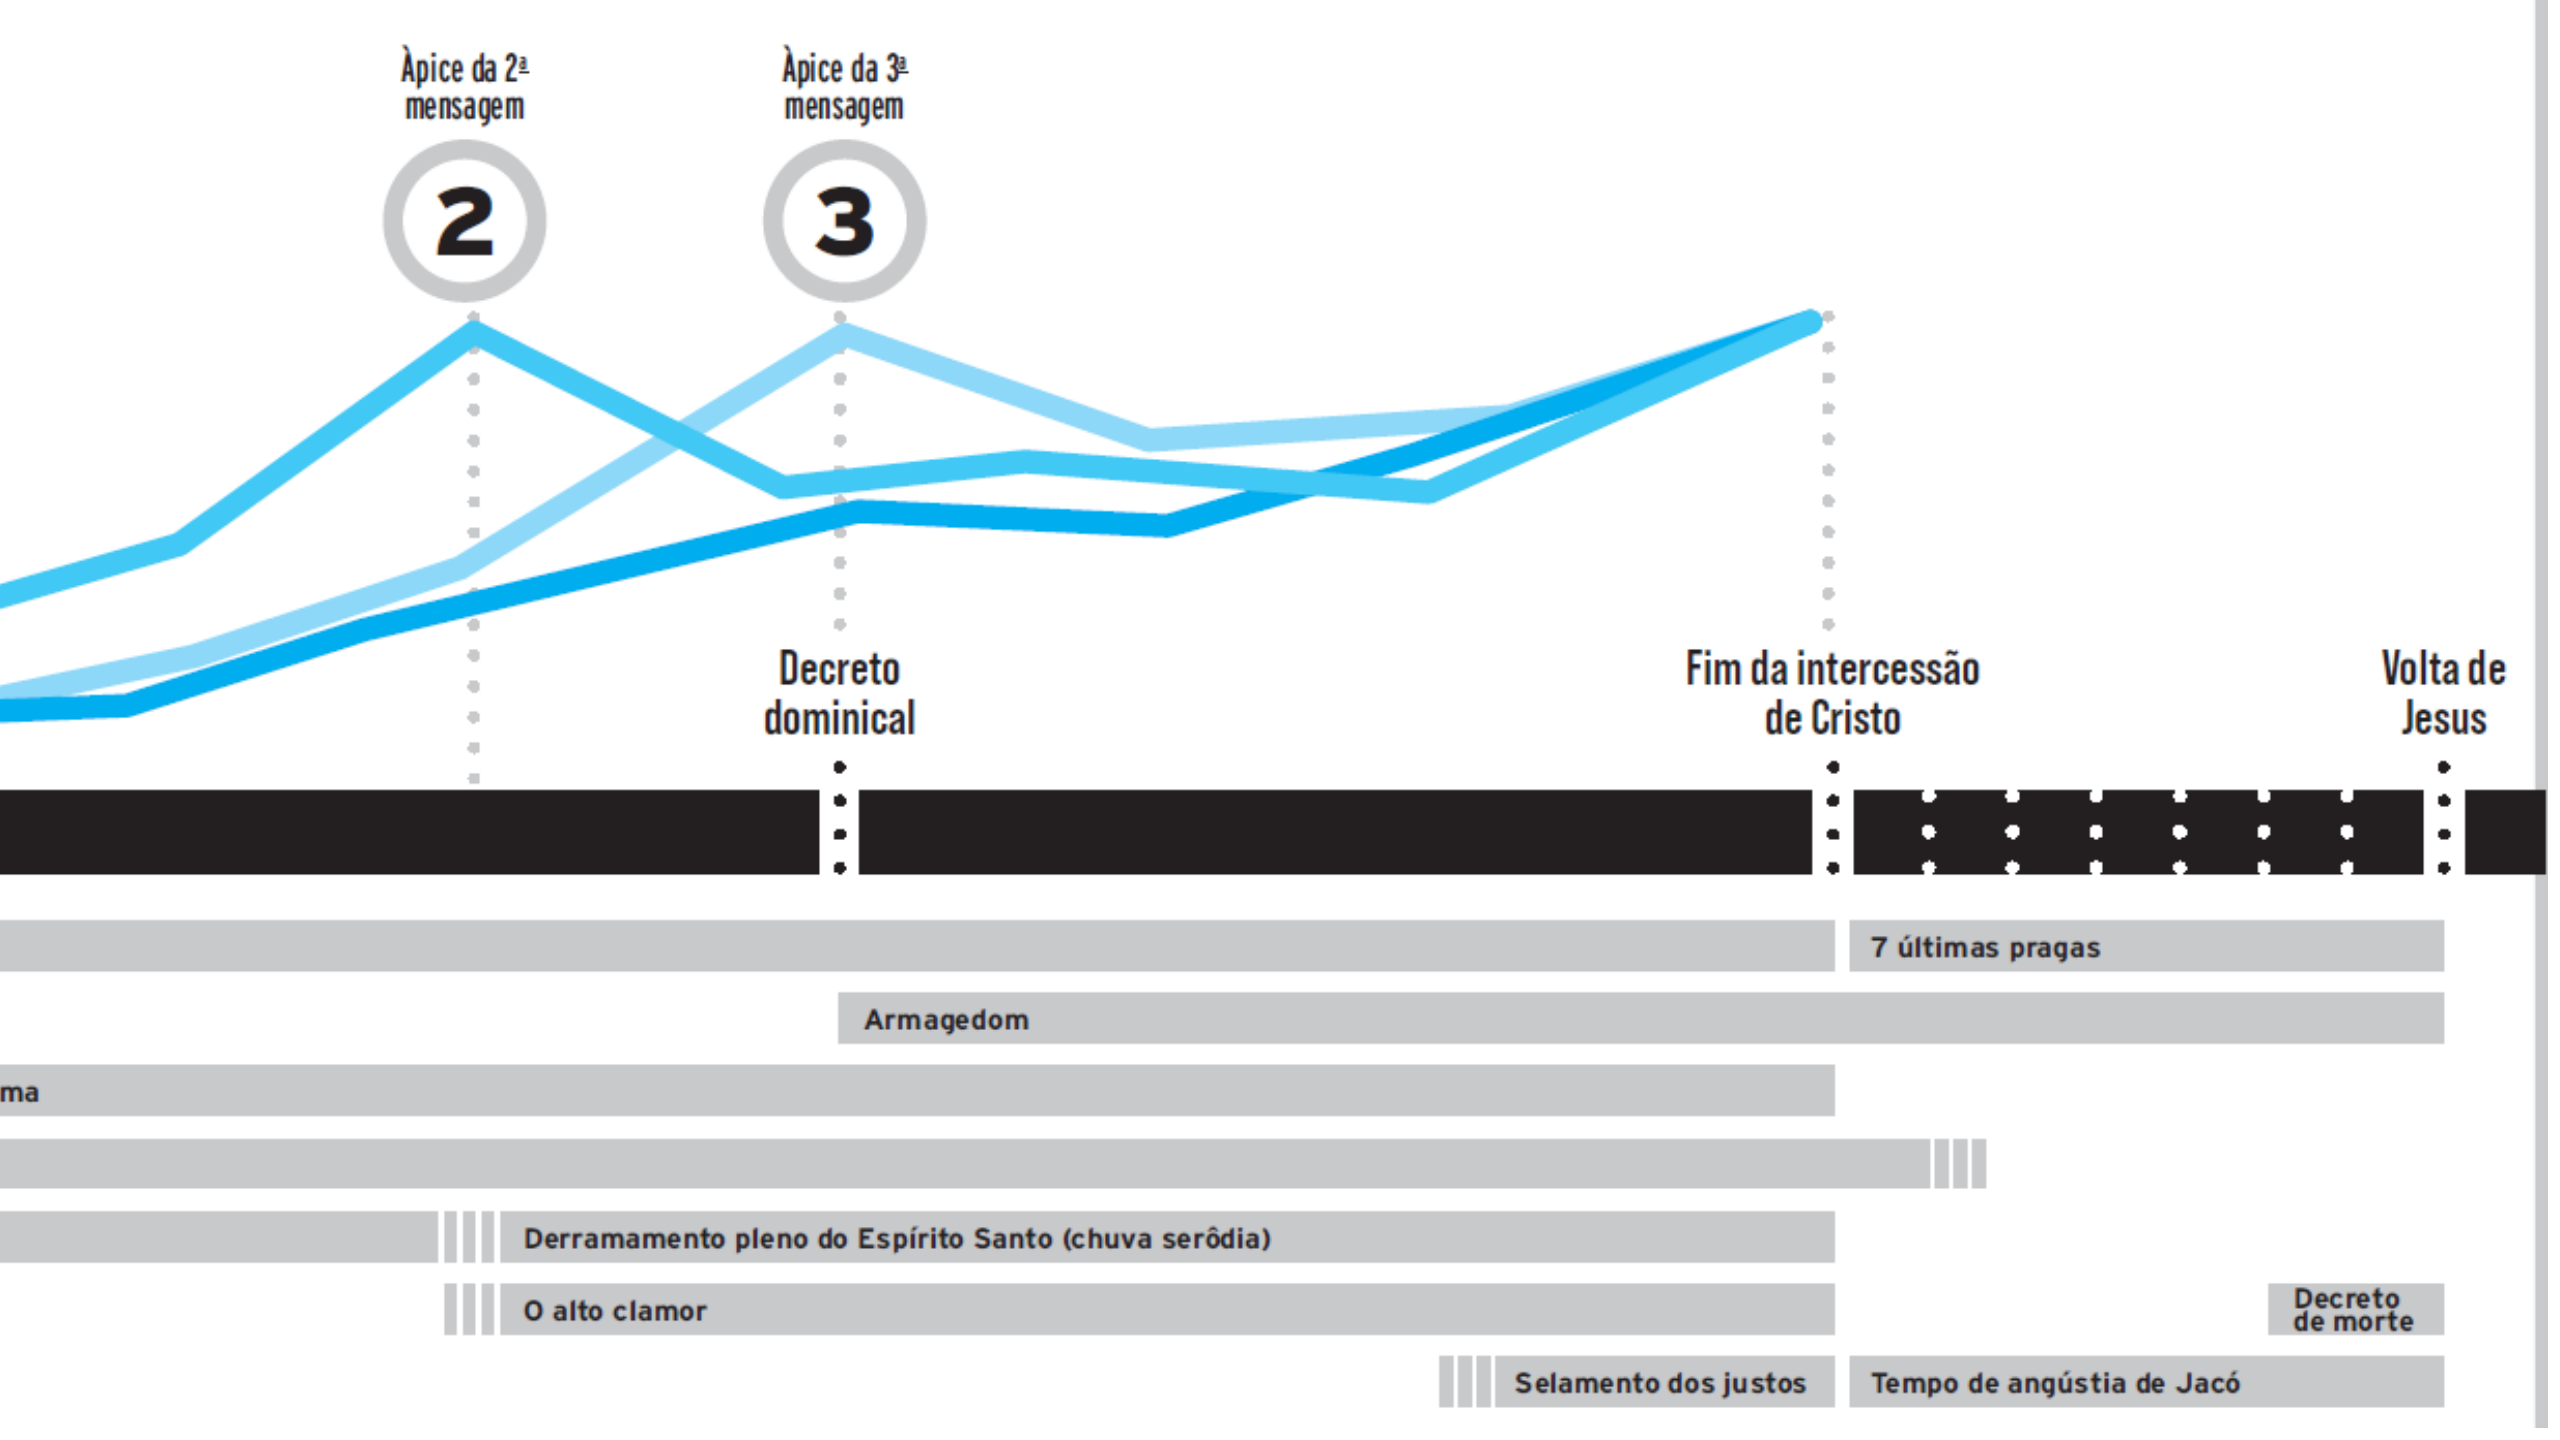 Àpice da 2ª
mensagem
Àpice da 3ª
mensagem
2
3
Decreto
dominical
Fim da intercessão
de Cristo
Volta de
Jesus
7 últimas pragas
Armagedom
ma
Derramamento pleno do Espírito Santo (chuva serôdia)
O alto clamor
Decreto
de morte
Selamento dos justos
Tempo de angústia de Jacó